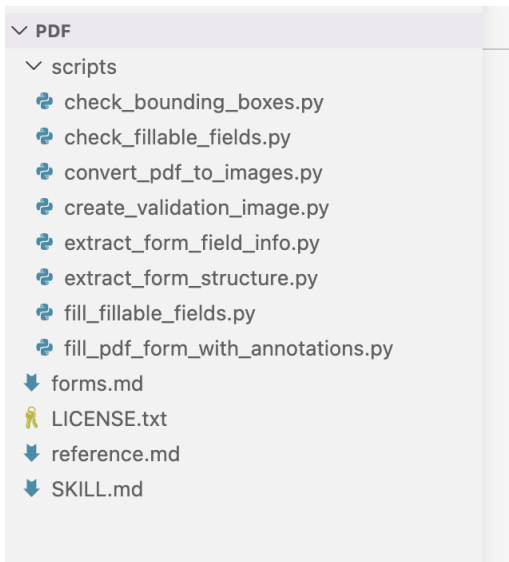 PDF
scripts
check_bounding_boxes.py
check_fillable_fields.py
convert_pdf_to_images.py
create_validation_image.py
extract_form_field_info.py
extract_form_structure.py
fill_fillable_fields.py
fill_pdf_form_with_annotations.py
forms.md
LICENSE.txt
reference.md
SKILL.md